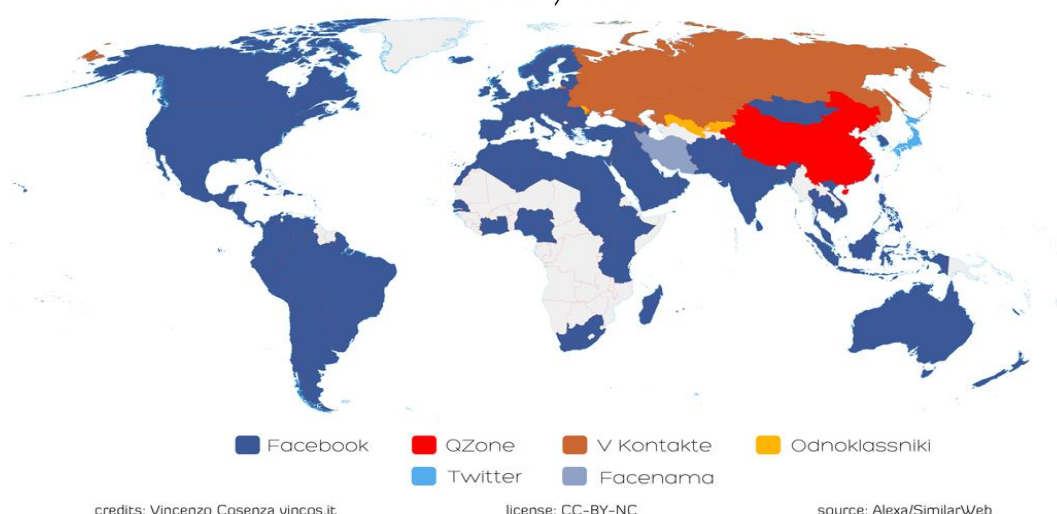 Facebook QZone V Kontakte Odnoklassniki
Twitter Facenama
credits: Vincenzo Cosenza vincos.it license: CC-BY-NC source: Alexa/SimilarWeb